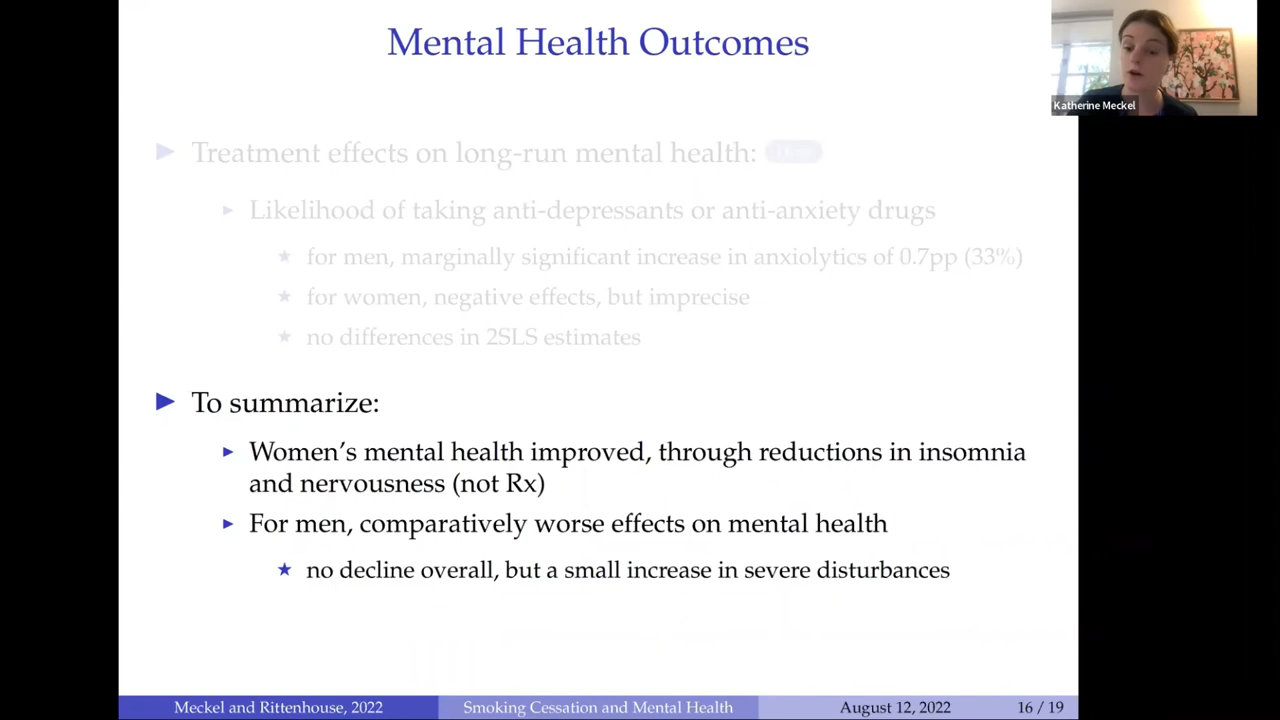 Mental Health Outcomes
Katherine Meckel
▶ Treatment effects on long-run mental health:
▶ Likelihood of taking anti-depressants or anti-anxiety drugs
★ for men, marginally significant increase in anxiolytics of 0.7pp (33%)
★ for women, negative effects, but imprecise
★ no differences in 2SLS estimates
▶ To summarize:
▶ Women's mental health improved, through reductions in insomnia
and nervousness (not Rx)
▶ For men, comparatively worse effects on mental health
★ no decline overall, but a small increase in severe disturbances
Meckel and Rittenhouse, 2022 Smoking Cessation and Mental Health August 12, 2022 16 / 19